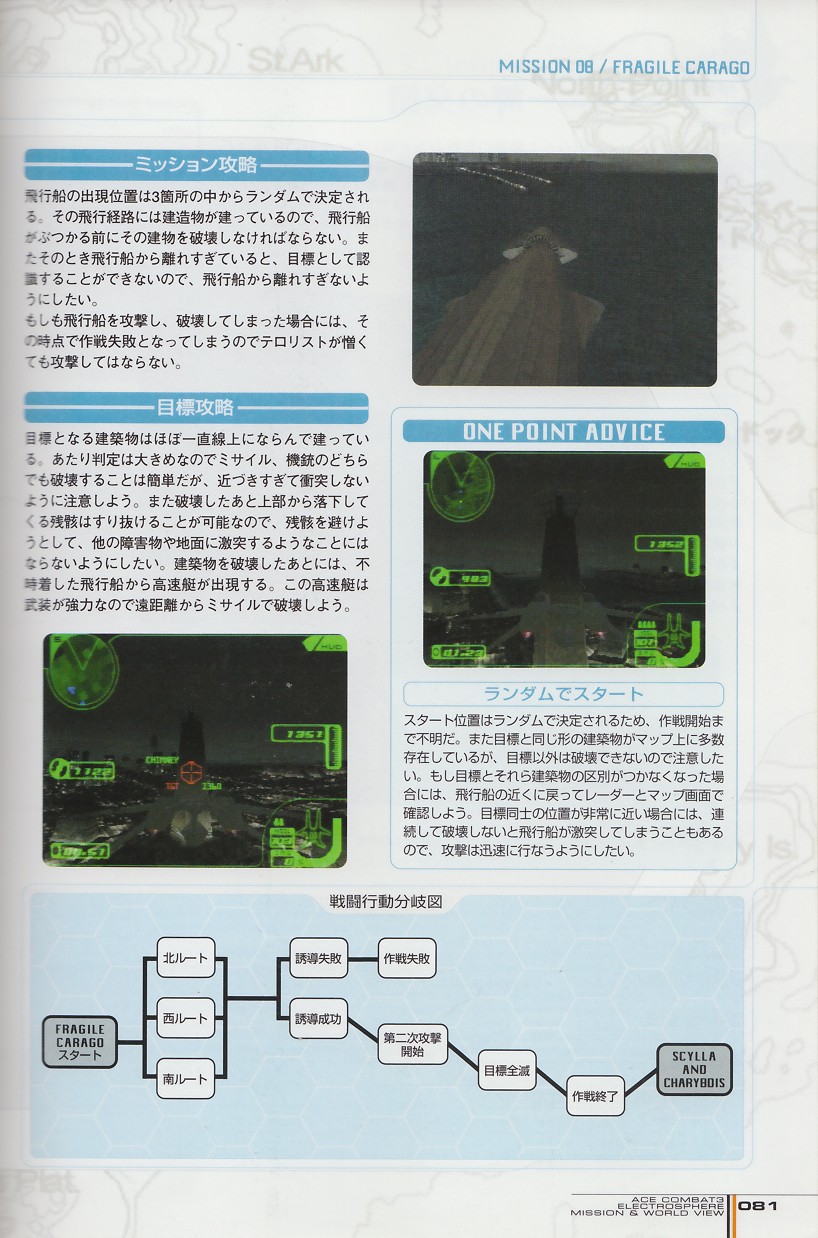 St.Ark
MISSION 08 / FRAGILE CARAGO
North Point
ミッション攻略
飛行船の出現位置は3箇所の中からランダムで決定され
る。その飛行経路には建造物が建っているので、飛行船
がぶつかる前にその建物を破壊しなければならない。ま
たそのとき飛行船から離れすぎていると、目標として認
識することができないので、飛行船から離れすぎないよ
うにしたい。
もしも飛行船を攻撃し、破壊してしまった場合には、そ
の時点で作戦失敗となってしまうのでテロリストが憎く
ても攻撃してはならない。
目標攻略
目標となる建築物はほぼ一直線上にならんで建ってい
る。あたり判定は大きめなのでミサイル、機銃のどちら
でも破壊することは簡単だが、近づきすぎて衝突しない
ように注意しよう。また破壊したあと上部から落下して
くる残骸はすり抜けることが可能なので、残骸を避けよ
うとして、他の障害物や地面に激突するようなことには
ならないようにしたい。建築物を破壊したあとには、不
時着した飛行船から高速艇が出現する。この高速艇は
武装が強力なので遠距離からミサイルで破壊しよう。
HUD
1351
CHIMNEY
1122
TGT
2360
00:51
ONE POINT ADVICE
HUD
1352
983
107
01:23
ランダムでスタート
スタート位置はランダムで決定されるため、作戦開始ま
で不明だ。また目標と同じ形の建築物がマップ上に多数
存在しているが、目標以外は破壊できないので注意した
い。もし目標とそれら建築物の区別がつかなくなった場
合には、飛行船の近くに戻ってレーダーとマップ画面で
確認しよう。目標同士の位置が非常に近い場合には、連
続して破壊しないと飛行船が激突してしまうこともある
ので、攻撃は迅速に行なうようにしたい。
戦闘行動分岐図
FRAGILE
CARAGO
スタート
北ルート
西ルート
南ルート
誘導失敗
作戦失敗
誘導成功
第二次攻撃
開始
目標全滅
作戦終了
SCYLLA
AND
CHARYBDIS
ACE COMBAT3
ELECTROSPHERE
MISSION & WORLD VIEW
081